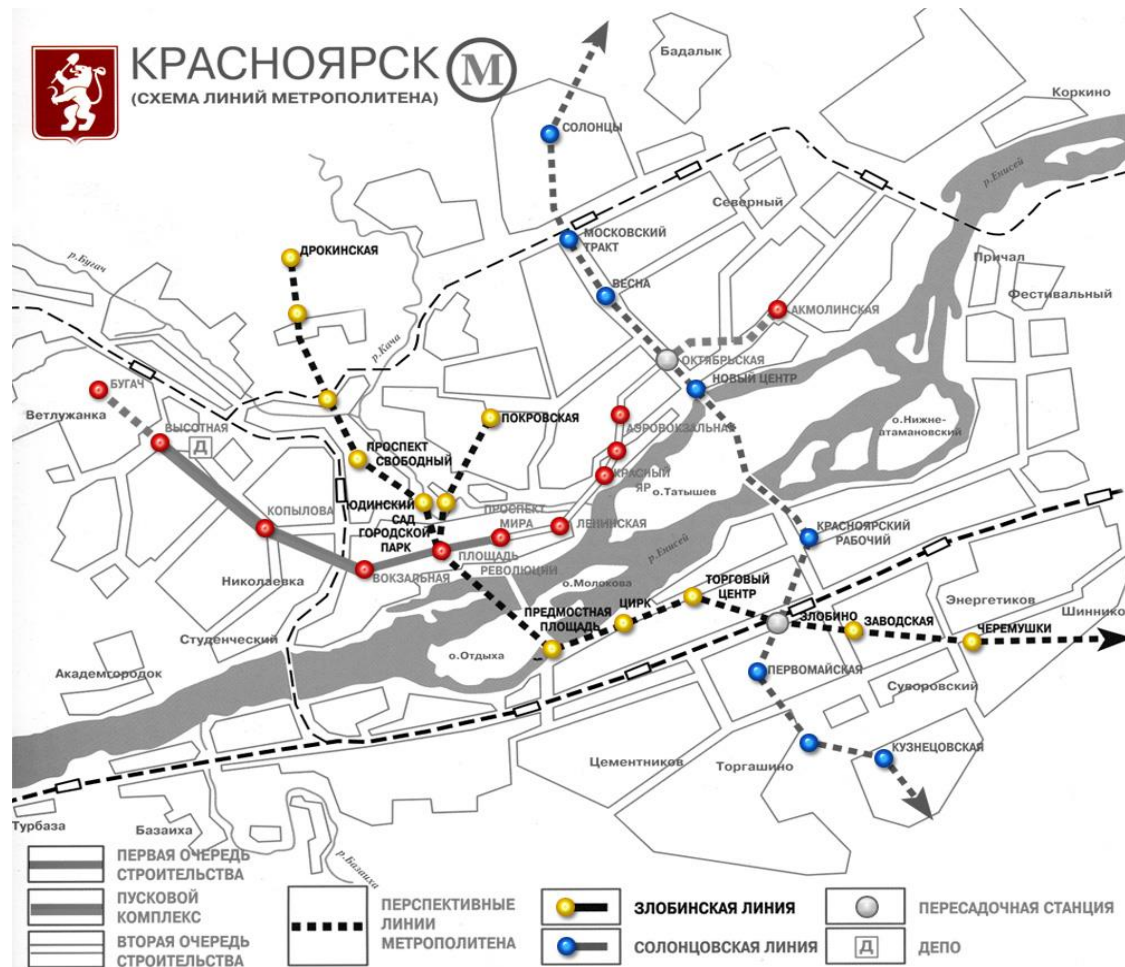 КРАСНОЯРСК М
(СХЕМА ЛИНИЙ МЕТРОПОЛИТЕНА)
Бадалык
Коркино
СОЛОНЦЫ
р.Енисей
Северный
МОСКОВСКИЙ
ТРАКТ
ДРОКИНСКАЯ
р.Бугач
Причал
ВЕСНА
Фестивальный
АКМОЛИНСКАЯ
р.Кача
ОКТЯБРЬСКАЯ
БУГАЧ
НОВЫЙ ЦЕНТР
Ветлужанка
ПОКРОВСКАЯ
ВЫСОТНАЯ
Д
АЭРОВОКЗАЛЬНАЯ
о.Нижне-
атамановский
ПРОСПЕКТ
СВОБОДНЫЙ
КРАСНЫЙ
ЯР
о.Татышев
ЮДИНСКИЙ
САД
ГОРОДСКОЙ
ПАРК
КОПЫЛОВА
ПРОСПЕКТ
МИРА
ЛЕНИНСКАЯ
КРАСНОЯРСКИЙ
РАБОЧИЙ
р.Енисей
ПЛОЩАДЬ
РЕВОЛЮЦИИ
ВОКЗАЛЬНАЯ
Николаевка
о.Молокова
ТОРГОВЫЙ
ЦЕНТР
Энергетиков
ПРЕДМОСТНАЯ
ПЛОЩАДЬ
ЦИРК
ЗЛОБИНО
ЗАВОДСКАЯ
Шинников
ЧЕРЕМУШКИ
Студенческий
о.Отдыха
Академгородок
ПЕРВОМАЙСКАЯ
Суворовский
КУЗНЕЦОВСКАЯ
Цементников
Торгашино
Турбаза
Базаиха
р.Базаиха
ПЕРВАЯ ОЧЕРЕДЬ
СТРОИТЕЛЬСТВА
ПУСКОВОЙ
КОМПЛЕКС
ВТОРАЯ ОЧЕРЕДЬ
СТРОИТЕЛЬСТВА
ПЕРСПЕКТИВНЫЕ
ЛИНИИ
МЕТРОПОЛИТЕНА
ЗЛОБИНСКАЯ ЛИНИЯ
СОЛОНЦОВСКАЯ ЛИНИЯ
ПЕРЕСАДОЧНАЯ СТАНЦИЯ
Д ДЕПО